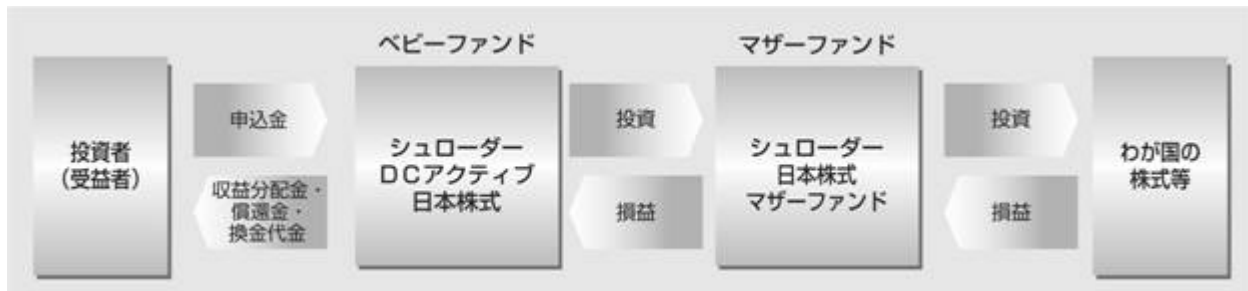 ベビーファンド
マザーファンド
投資者
（受益者）
申込金
収益分配金・
償還金・
換金代金
シュローダー
ＤＣアクティブ
日本株式
投資
損益
シュローダー
日本株式
マザーファンド
投資
損益
わが国の
株式等